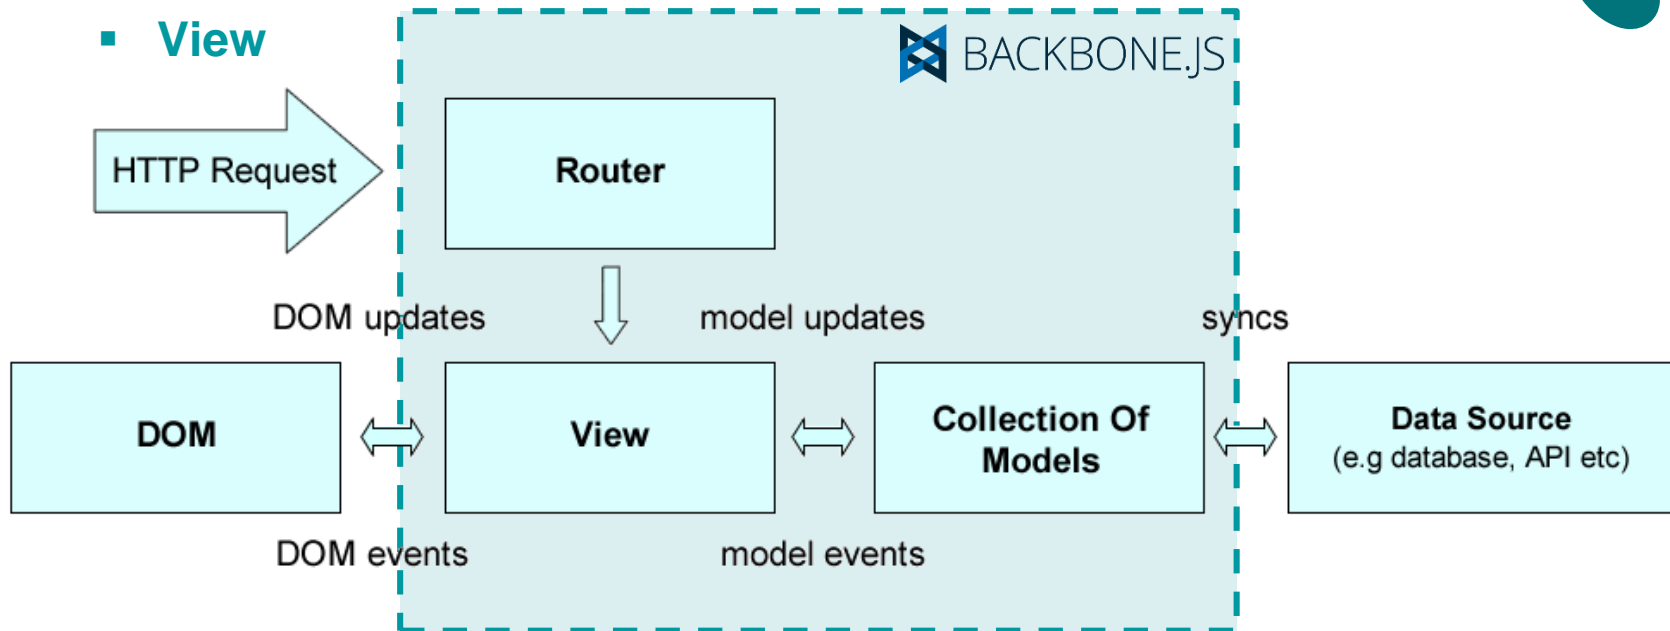 ▪ View
BACKBONE.JS
HTTP Request
Router
DOM updates
model updates
syncs
DOM
View
Collection Of
Models
Data Source
(e.g database, API etc)
DOM events
model events